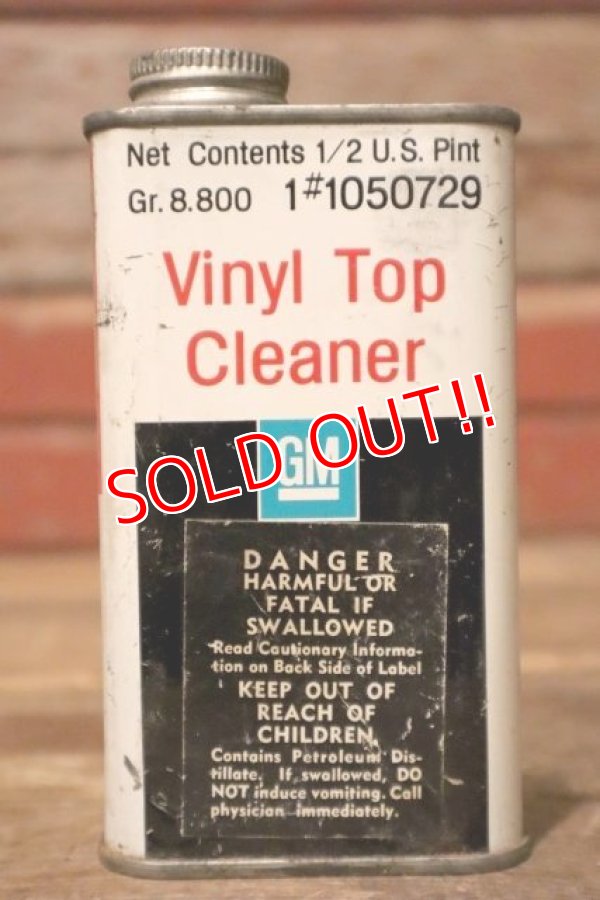 Net Contents 1/2 U.S. Pint
Gr. 8.800 1#1050729
Vinyl Top
Cleaner
SOLD OUT!!
GM
DANGER
HARMFUL OR
FATAL IF
SWALLOWED
Read Cautionary Informa-
tion on Back Side of Label
KEEP OUT OF
REACH OF
CHILDREN
Contains Petroleum Dis-
tillate. If swallowed, DO
NOT induce vomiting. Call
physician immediately.